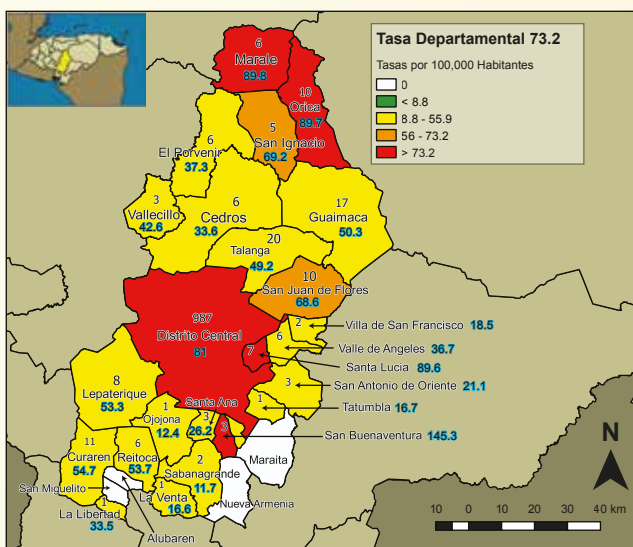 Tasa Departamental 73.2
Tasas por 100,000 Habitantes
0
< 8.8
8.8 - 55.9
56 - 73.2
> 73.2
6
Marale
89.8
10
Orica
89.7
5
San Ignacio
69.2
6
El Porvenir
37.3
3
Vallecillo
42.6
6
Cedros
33.6
17
Guaimaca
50.3
20
Talanga
49.2
10
San Juan de Flores
68.6
987
Distrito Central
81
2
Villa de San Francisco 18.5
6
Valle de Angeles 36.7
7
Santa Lucia 89.6
3
San Antonio de Oriente 21.1
1
Tatumbla 16.7
3
San Buenaventura 145.3
8
Lepaterique
53.3
Santa Ana
3
26.2
1
Ojojona
12.4
11
Curaren
54.7
6
Reitoca
53.7
2
Sabanagrande
11.7
Maraita
San Miguelito
1
La Venta
16.6
Nueva Armenia
1
La Libertad
33.5
Alubaren
N
10 0 10 20 30 40 km